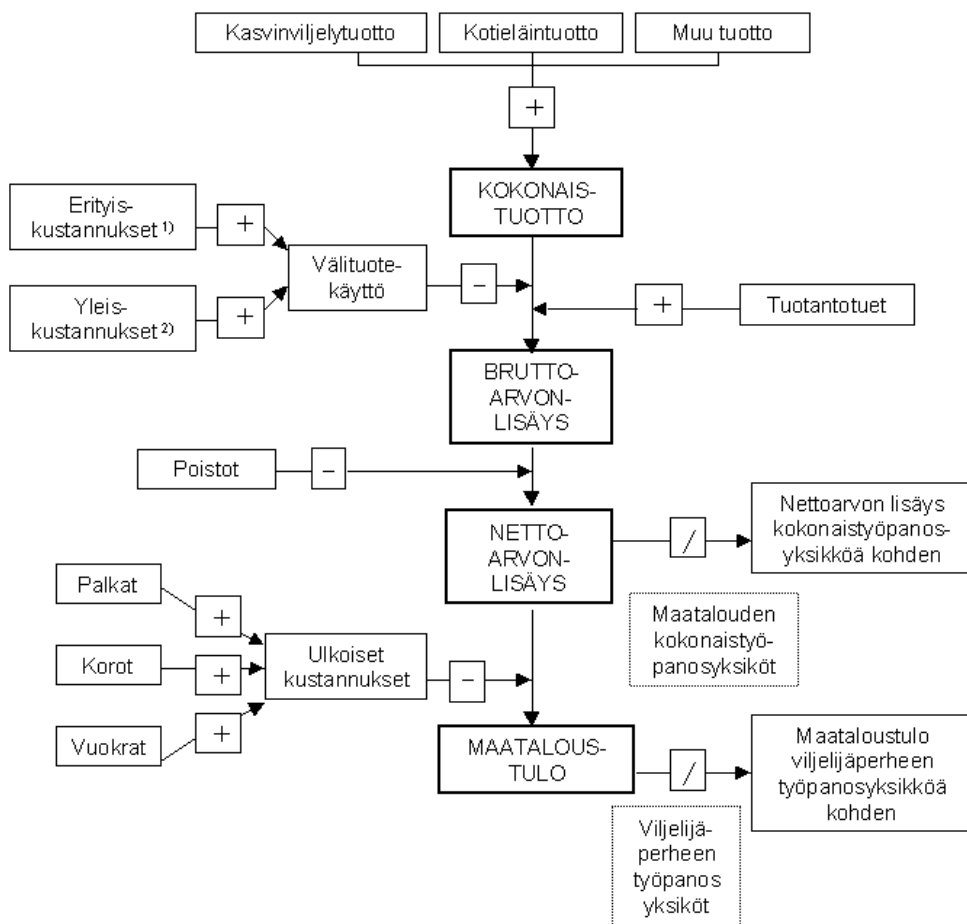 Kasvinviljelytuotto
Kotieläintuotto
Muu tuotto
+
KOKONAIS-
TUOTTO
Erityis-
kustannukset 1)
+
Välituote-
käyttö
−
Yleis-
kustannukset 2)
+
+
Tuotantotuet
BRUTTO-
ARVON-
LISÄYS
Poistot
−
NETTO-
ARVON-
LISÄYS
/
Nettoarvon lisäys
kokonaistyöpanos-
yksikköä kohden
Maatalouden
kokonaistyö-
panosyksiköt
Palkat
+
Korot
+
Vuokrat
+
Ulkoiset
kustannukset
−
MAATALOUS-
TULO
/
Maataloustulo
viljelijäperheen
työpanosyksikköä
kohden
Viljelijä-
perheen
työpanos
yksiköt